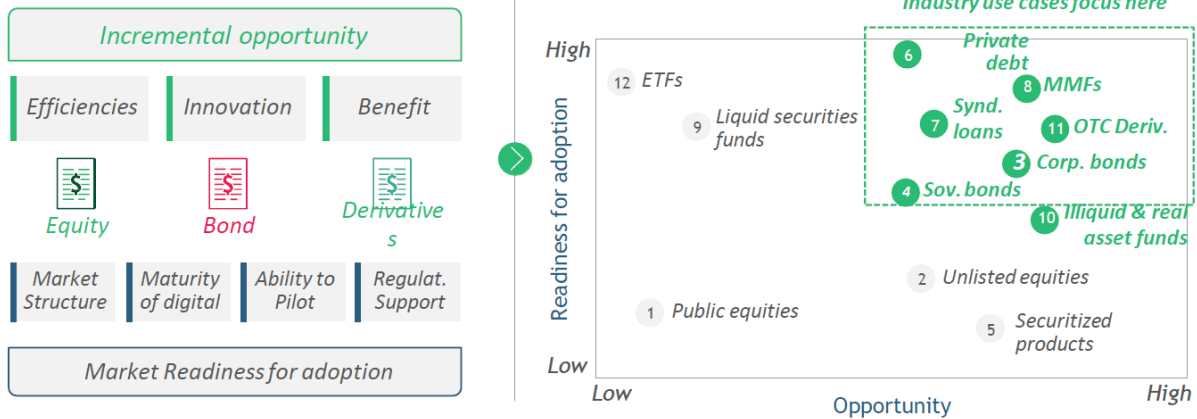 Incremental opportunity
Efficiencies
Innovation
Benefit
$
$
$
Equity
Bond
Derivative
s
Market
Structure
Maturity
of digital
Ability to
Pilot
Regulat.
Support
Market Readiness for adoption
Industry use cases focus here
High
Readiness for adoption
Low
12 ETFs
9 Liquid securities
funds
6 Private
debt
8 MMFs
7 Synd.
loans
11 OTC Deriv.
3 Corp. bonds
4 Sov. bonds
10 Illiquid & real
asset funds
2 Unlisted equities
1 Public equities
5 Securitized
products
Low
High
Opportunity